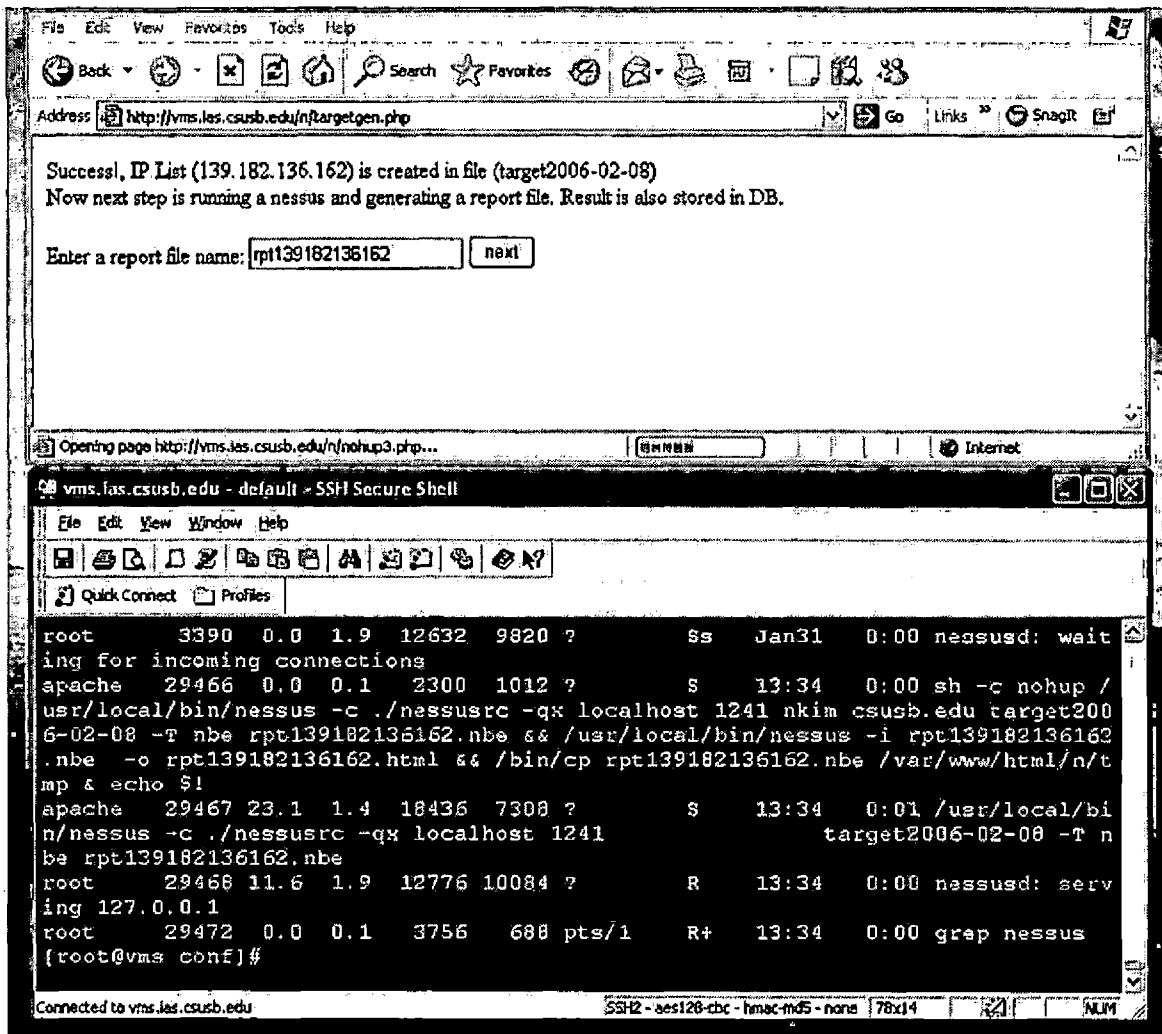 File Edit View Favorites Tools Help
Back Search Favorites
Address http://vms.ias.csusb.edu/n/targetgen.php Go Links » SnagIt
Success!, IP List (139.182.136.162) is created in file (target2006-02-08)
Now next step is running a nessus and generating a report file. Result is also stored in DB.
Enter a report file name: rpt139182136162 next
Opening page http://vms.ias.csusb.edu/n/nohup3.php... Internet
vms.ias.csusb.edu - default - SSH Secure Shell
File Edit View Window Help
Quick Connect Profiles
root 3390 0.0 1.9 12632 9820 ? Ss Jan31 0:00 nessusd: wait
ing for incoming connections
apache 29466 0.0 0.1 2300 1012 ? S 13:34 0:00 sh -c nohup /
usr/local/bin/nessus -c ./nessusrc -qx localhost 1241 nkim csusb.edu target200
6-02-08 -T nbe rpt139182136162.nbe && /usr/local/bin/nessus -i rpt139182136162
.nbe -o rpt139182136162.html && /bin/cp rpt139182136162.nbe /var/www/html/n/t
mp & echo $!
apache 29467 23.1 1.4 18436 7308 ? S 13:34 0:01 /usr/local/bi
n/nessus -c ./nessusrc -qx localhost 1241 target2006-02-08 -T n
be rpt139182136162.nbe
root 29468 11.6 1.9 12776 10084 ? R 13:34 0:00 nessusd: serv
ing 127.0.0.1
root 29472 0.0 0.1 3756 688 pts/1 R+ 13:34 0:00 grep nessus
[root@vms conf]#
Connected to vms.ias.csusb.edu SSH2 - aes128-cbc - hmac-md5 - none 78x14 NUM